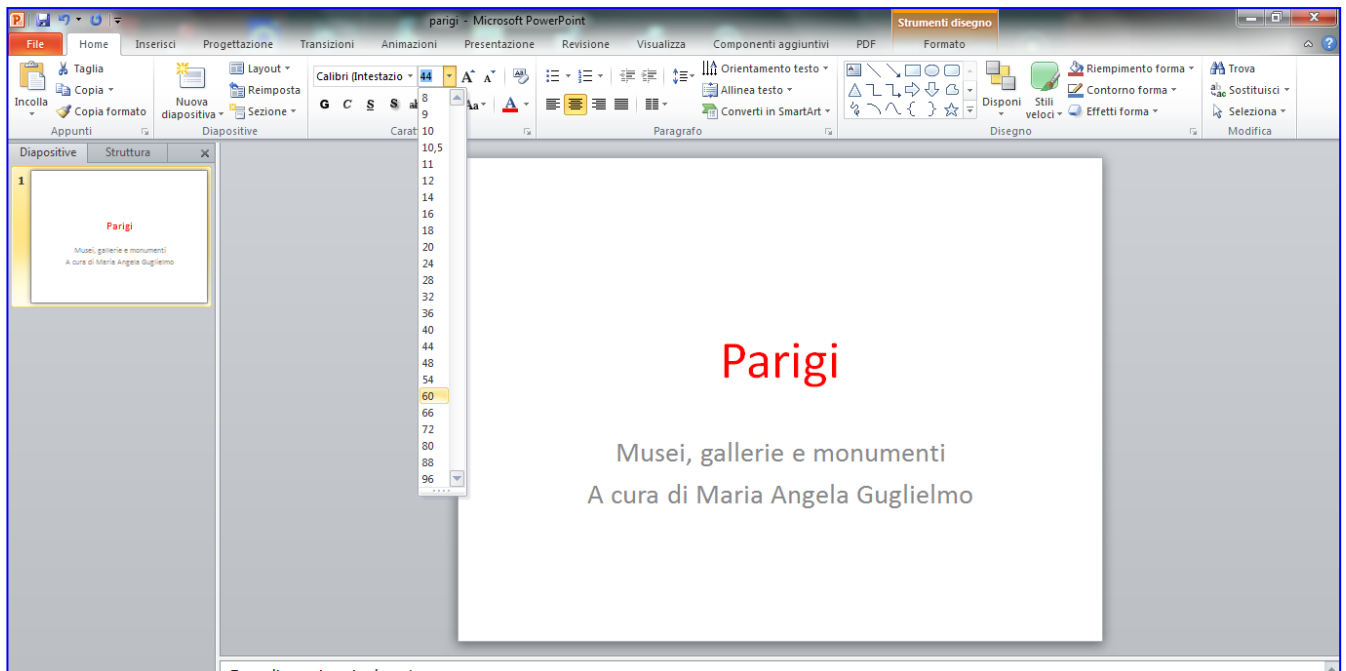 parigi - Microsoft PowerPoint
Strumenti disegno
File Home Inserisci Progettazione Transizioni Animazioni Presentazione Revisione Visualizza Componenti aggiuntivi PDF Formato
Incolla
Taglia
Copia
Copia formato
Appunti
Nuova diapositiva
Layout
Reimposta
Sezione
Diapositive
Calibri (Intestazio 44
G C S S
Aa A
Paragrafo
Orientamento testo
Allinea testo
Converti in SmartArt
Disponi
Stili veloci
Riempimento forma
Contorno forma
Effetti forma
Disegno
Trova
Sostituisci
Seleziona
Modifica
8
9
10
10,5
11
12
14
16
18
20
24
28
32
36
40
44
48
54
60
66
72
80
88
96
Diapositive Struttura
1
Parigi
Musei, gallerie e monumenti
A cura di Maria Angela Guglielmo
Parigi
Musei, gallerie e monumenti
A cura di Maria Angela Guglielmo